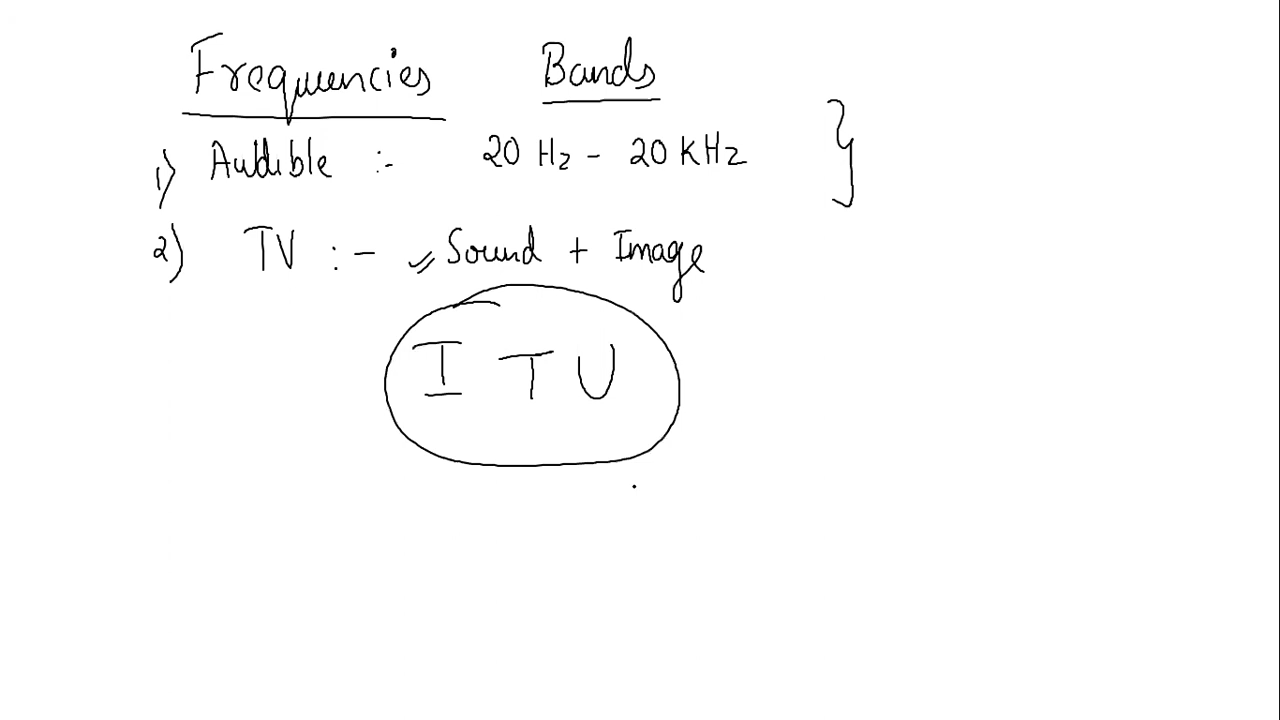 Frequencies Bands
1) Audible :- 20 Hz - 20 KHz }
2) TV :- Sound + Image
ITU